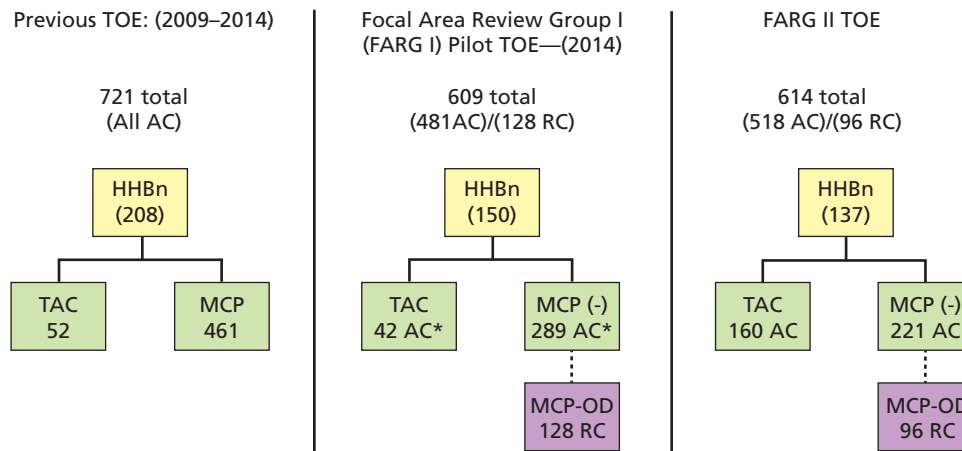 Previous TOE: (2009–2014)
721 total
(All AC)
HHBn
(208)
TAC
52
MCP
461
Focal Area Review Group I
(FARG I) Pilot TOE—(2014)
609 total
(481AC)/(128 RC)
HHBn
(150)
TAC
42 AC*
MCP (-)
289 AC*
MCP-OD
128 RC
FARG II TOE
614 total
(518 AC)/(96 RC)
HHBn
(137)
TAC
160 AC
MCP (-)
221 AC
MCP-OD
96 RC